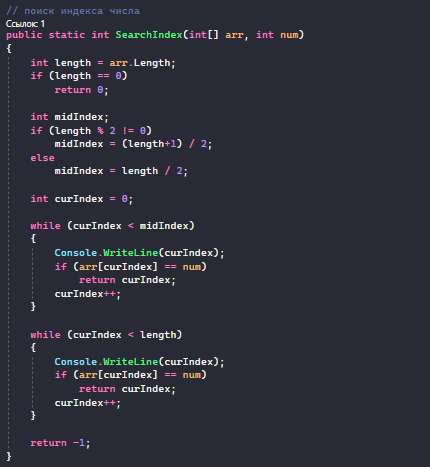 // поиск индекса числа
Ссылок: 1
public static int SearchIndex(int[] arr, int num)
{
    int length = arr.Length;
    if (length == 0)
        return 0;

    int midIndex;
    if (length % 2 != 0)
        midIndex = (length+1) / 2;
    else
        midIndex = length / 2;

    int curIndex = 0;

    while (curIndex < midIndex)
    {
        Console.WriteLine(curIndex);
        if (arr[curIndex] == num)
            return curIndex;
        curIndex++;
    }

    while (curIndex < length)
    {
        Console.WriteLine(curIndex);
        if (arr[curIndex] == num)
            return curIndex;
        curIndex++;
    }

    return -1;
}